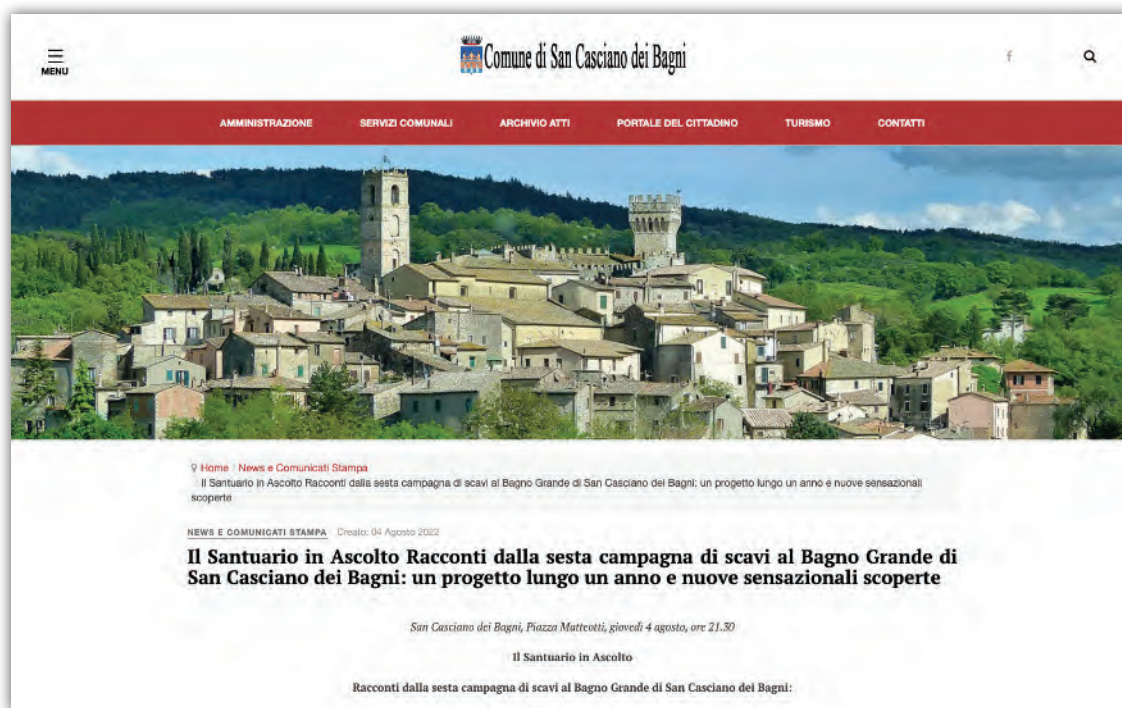 MENU
Comune di San Casciano dei Bagni
f
AMMINISTRAZIONE SERVIZI COMUNALI ARCHIVIO ATTI PORTALE DEL CITTADINO TURISMO CONTATTI
Home News e Comunicati Stampa
Il Santuario in Ascolto Racconti dalla sesta campagna di scavi al Bagno Grande di San Casciano dei Bagni: un progetto lungo un anno e nuove sensazionali
scoperte
NEWS E COMUNICATI STAMPA Creato: 04 Agosto 2022
Il Santuario in Ascolto Racconti dalla sesta campagna di scavi al Bagno Grande di
San Casciano dei Bagni: un progetto lungo un anno e nuove sensazionali scoperte
San Casciano dei Bagni, Piazza Matteotti, giovedì 4 agosto, ore 21.30
Il Santuario in Ascolto
Racconti dalla sesta campagna di scavi al Bagno Grande di San Casciano dei Bagni: